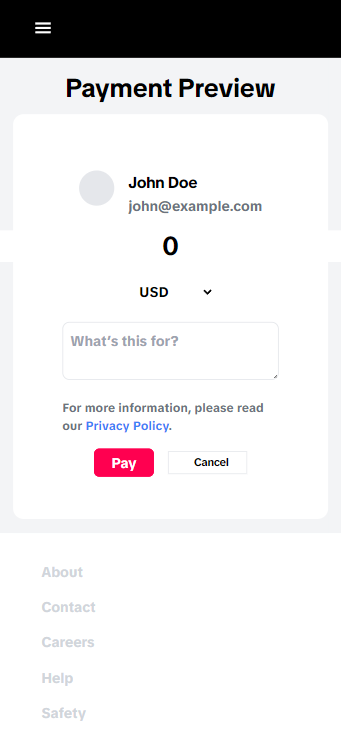 Payment Preview
John Doe
john@example.com
0
USD
What's this for?
For more information, please read
our Privacy Policy.
Pay
Cancel
About
Contact
Careers
Help
Safety